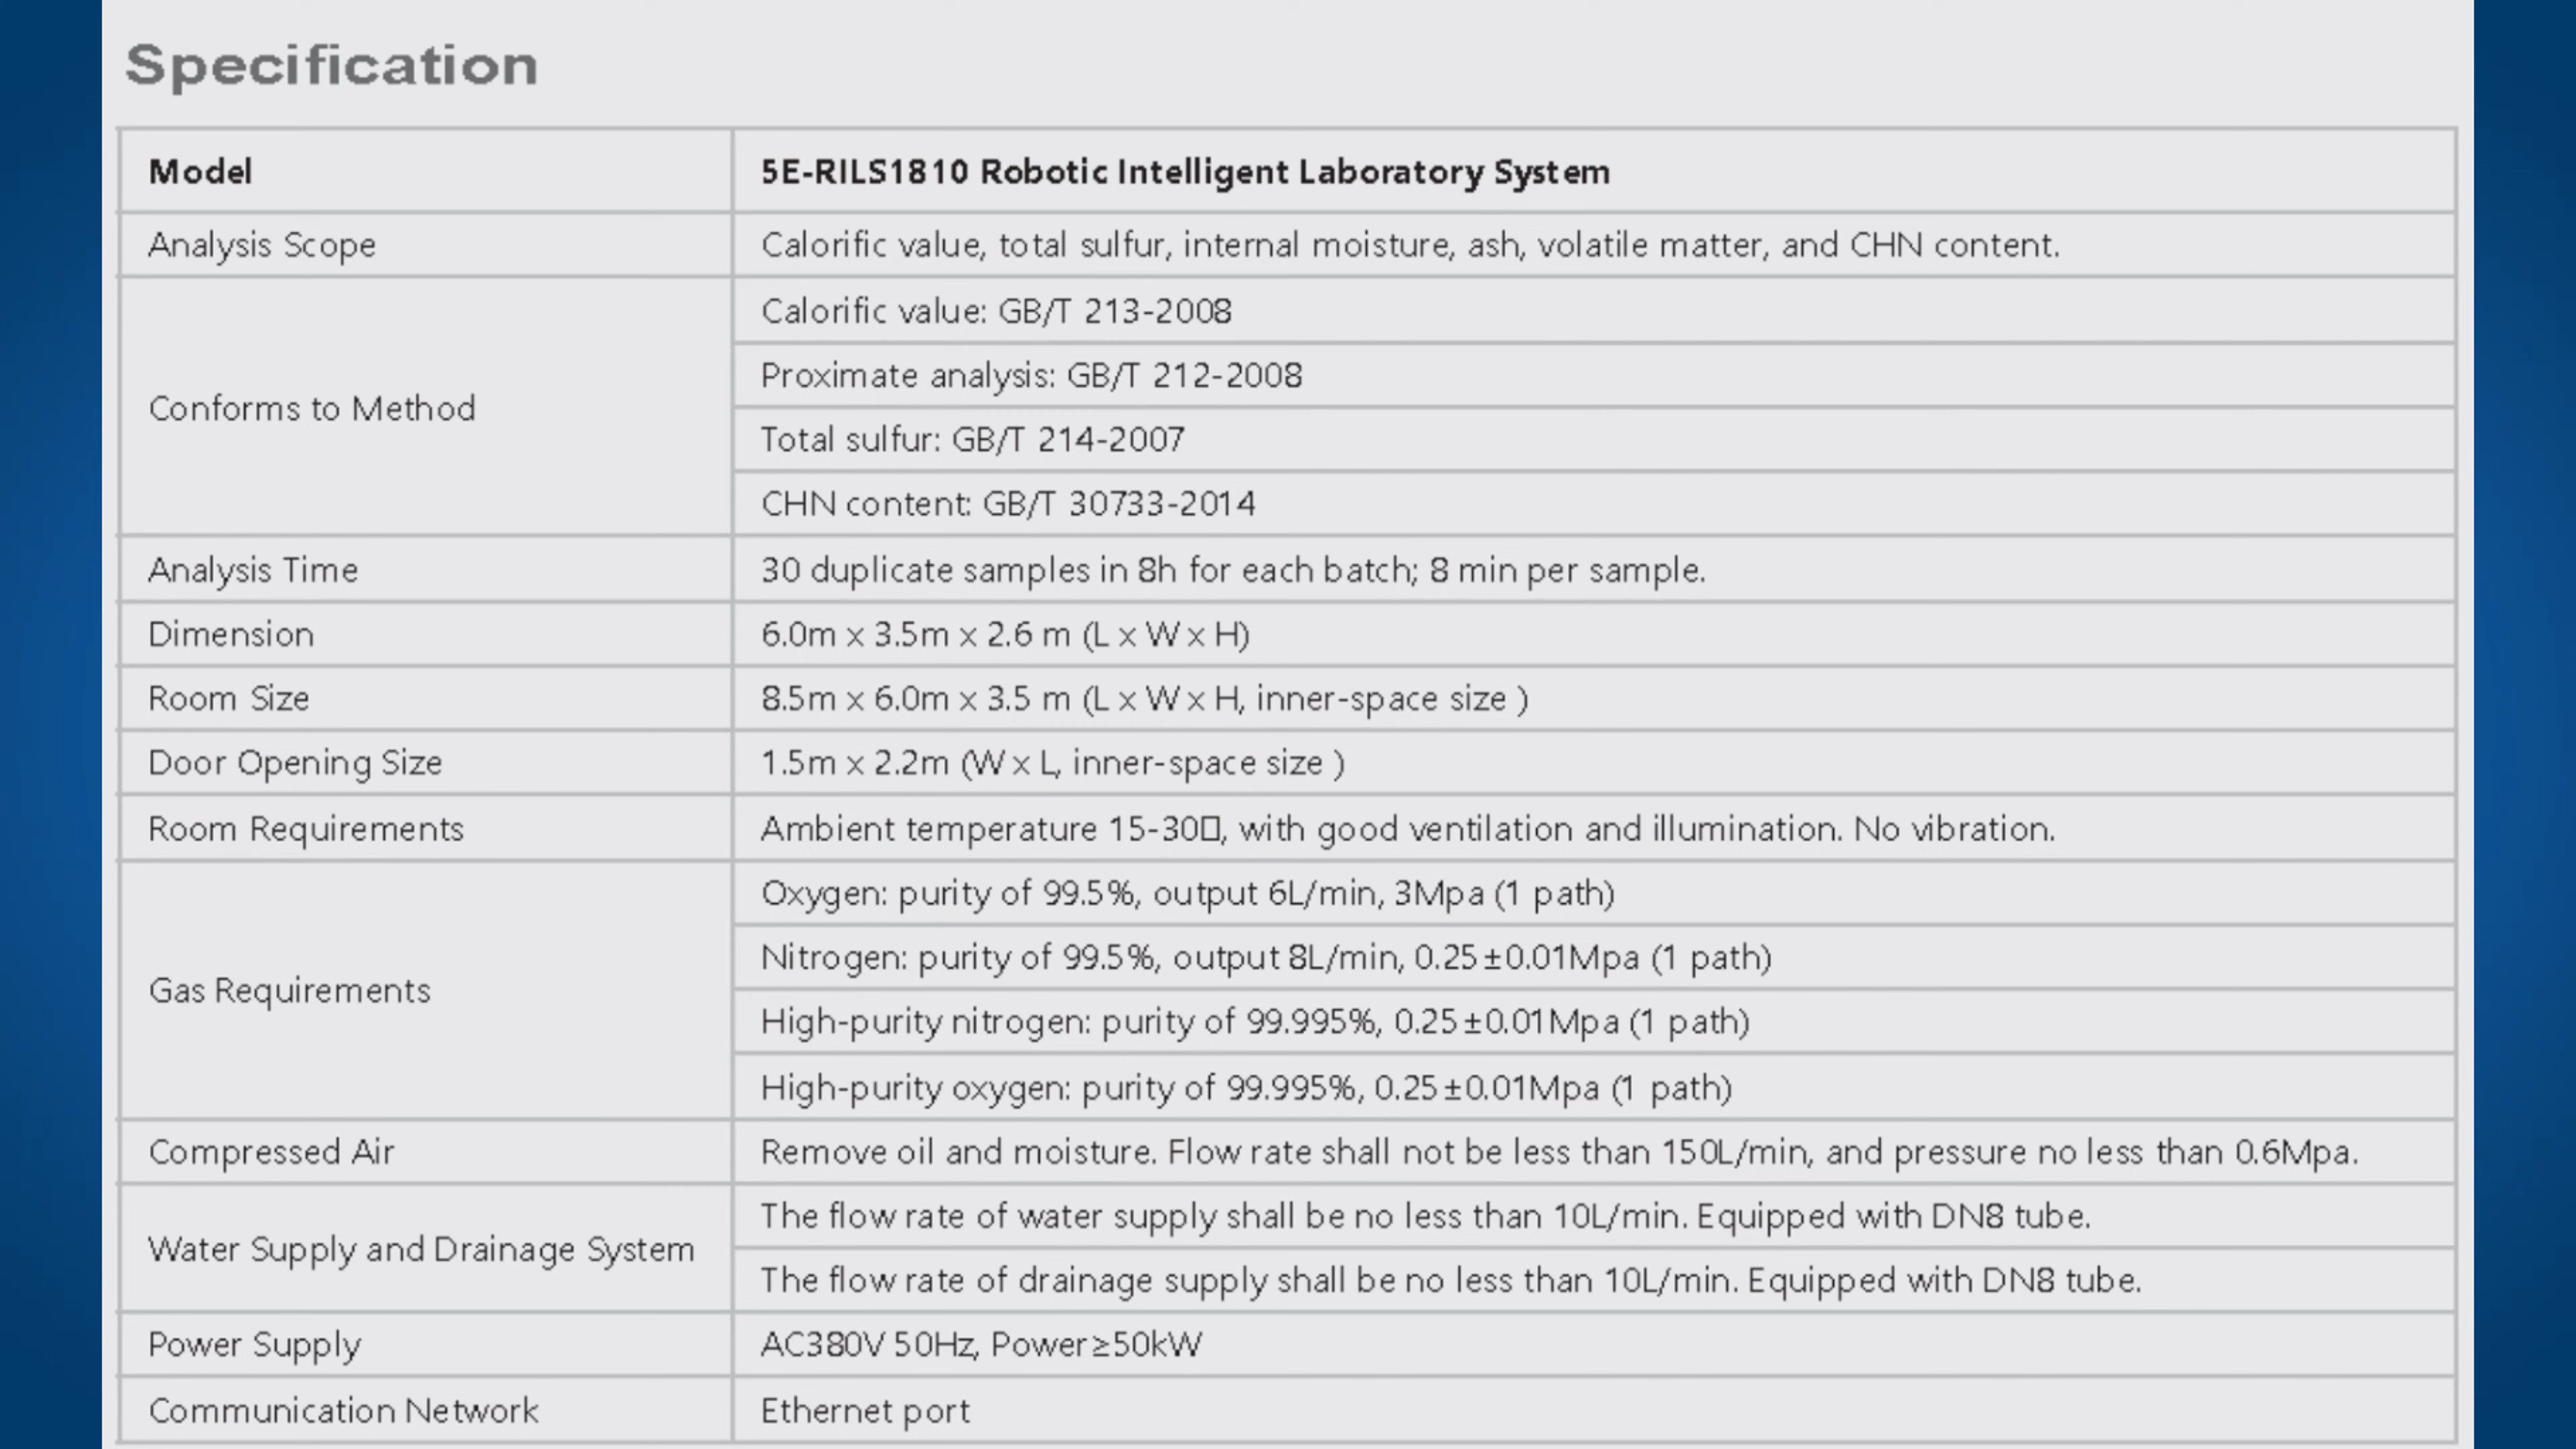 Specification
Model
5E-RILS1810 Robotic Intelligent Laboratory System
Analysis Scope
Calorific value, total sulfur, internal moisture, ash, volatile matter, and CHN content.
Conforms to Method
Calorific value: GB/T 213-2008
Proximate analysis: GB/T 212-2008
Total sulfur: GB/T 214-2007
CHN content: GB/T 30733-2014
Analysis Time
30 duplicate samples in 8h for each batch; 8 min per sample.
Dimension
6.0m x 3.5m x 2.6 m (L x W x H)
Room Size
8.5m x 6.0m x 3.5 m (L x W x H, inner-space size )
Door Opening Size
1.5m x 2.2m (W x L, inner-space size )
Room Requirements
Ambient temperature 15-30□, with good ventilation and illumination. No vibration.
Gas Requirements
Oxygen: purity of 99.5%, output 6L/min, 3Mpa (1 path)
Nitrogen: purity of 99.5%, output 8L/min, 0.25±0.01Mpa (1 path)
High-purity nitrogen: purity of 99.995%, 0.25±0.01Mpa (1 path)
High-purity oxygen: purity of 99.995%, 0.25±0.01Mpa (1 path)
Compressed Air
Remove oil and moisture. Flow rate shall not be less than 150L/min, and pressure no less than 0.6Mpa.
Water Supply and Drainage System
The flow rate of water supply shall be no less than 10L/min. Equipped with DN8 tube.
The flow rate of drainage supply shall be no less than 10L/min. Equipped with DN8 tube.
Power Supply
AC380V 50Hz, Power≥50kW
Communication Network
Ethernet port